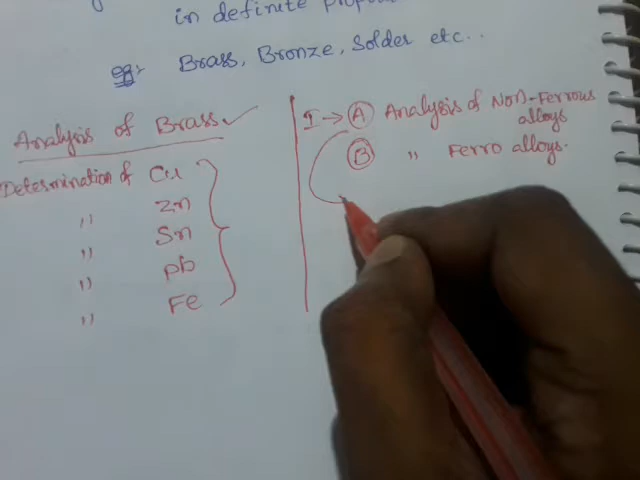 in definite propo
eg:- Brass, Bronze, Solder etc..
Analysis of Brass ✓
Determination of Cu
" Zn
" Sn
" pb
" Fe
I → A Analysis of Non-Ferrous
alloys
B " Ferro alloys.